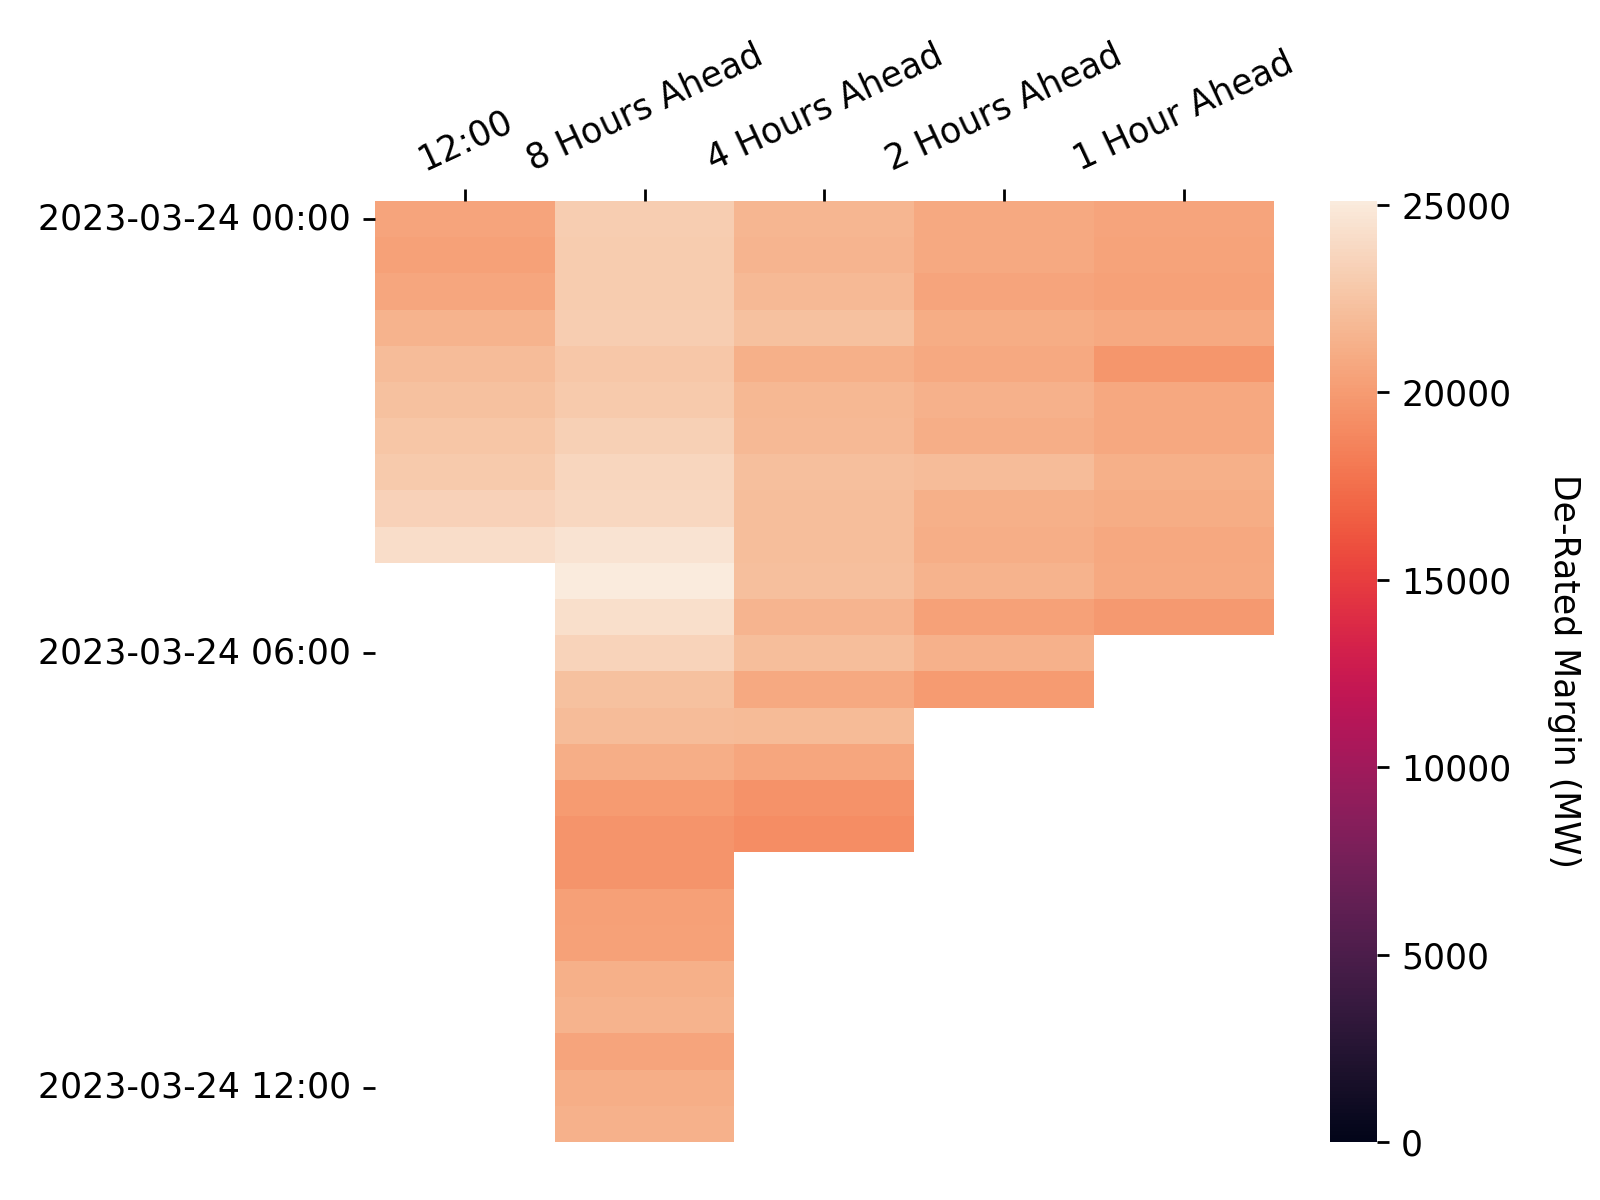 12:00
8 Hours Ahead
4 Hours Ahead
2 Hours Ahead
1 Hour Ahead
2023-03-24 00:00
2023-03-24 06:00
2023-03-24 12:00
25000
20000
15000
10000
5000
0
De-Rated Margin (MW)